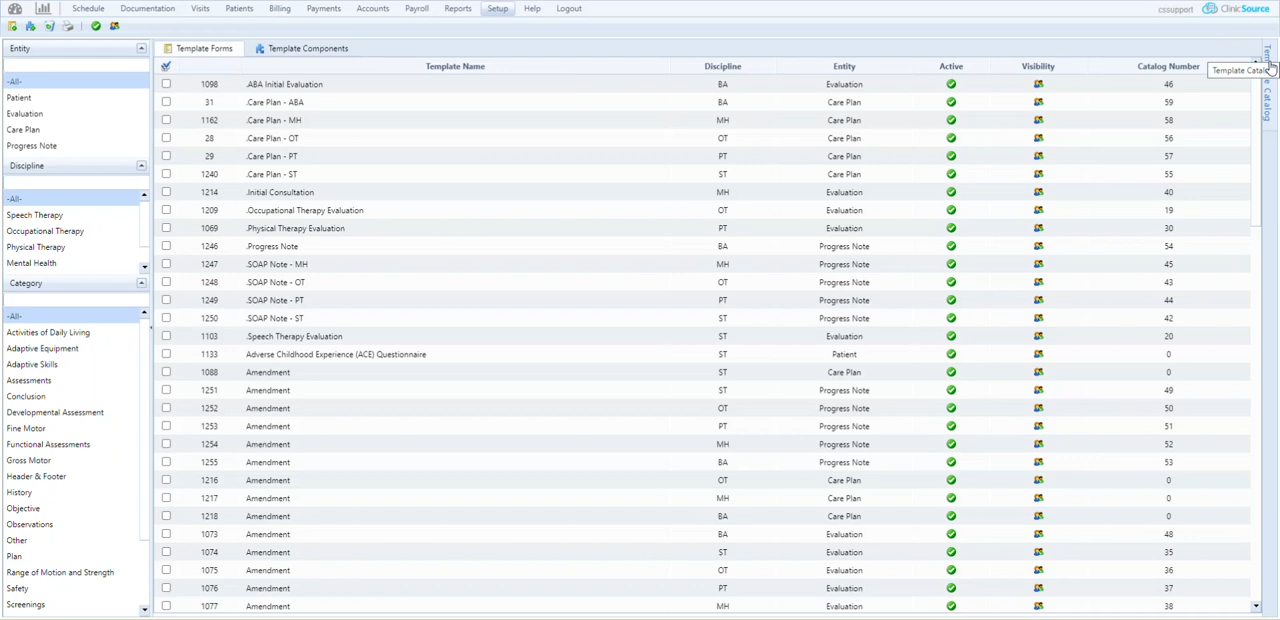 Schedule Documentation Visits Patients Billing Payments Accounts Payroll Reports Setup Help Logout cssupport ClinicSource
Entity
-All-
Patient
Evaluation
Care Plan
Progress Note
Discipline
-All-
Speech Therapy
Occupational Therapy
Physical Therapy
Mental Health
Category
-All-
Activities of Daily Living
Adaptive Equipment
Adaptive Skills
Assessments
Conclusion
Developmental Assessment
Fine Motor
Functional Assessments
Gross Motor
Header & Footer
History
Objective
Observations
Other
Plan
Range of Motion and Strength
Safety
Screenings
Template Forms Template Components
Template Name Discipline Entity Active Visibility Catalog Number
1098 .ABA Initial Evaluation BA Evaluation 46
31 .Care Plan - ABA BA Care Plan 59
1162 .Care Plan - MH MH Care Plan 58
28 .Care Plan - OT OT Care Plan 56
29 .Care Plan - PT PT Care Plan 57
1240 .Care Plan - ST ST Care Plan 55
1214 .Initial Consultation MH Evaluation 40
1209 .Occupational Therapy Evaluation OT Evaluation 19
1069 .Physical Therapy Evaluation PT Evaluation 30
1246 .Progress Note BA Progress Note 54
1247 .SOAP Note - MH MH Progress Note 45
1248 .SOAP Note - OT OT Progress Note 43
1249 .SOAP Note - PT PT Progress Note 44
1250 .SOAP Note - ST ST Progress Note 42
1103 .Speech Therapy Evaluation ST Evaluation 20
1133 Adverse Childhood Experience (ACE) Questionnaire ST Patient 0
1088 Amendment ST Care Plan 0
1251 Amendment ST Progress Note 49
1252 Amendment OT Progress Note 50
1253 Amendment PT Progress Note 51
1254 Amendment MH Progress Note 52
1255 Amendment BA Progress Note 53
1216 Amendment OT Care Plan 0
1217 Amendment MH Care Plan 0
1218 Amendment BA Care Plan 0
1073 Amendment BA Evaluation 48
1074 Amendment ST Evaluation 35
1075 Amendment OT Evaluation 36
1076 Amendment PT Evaluation 37
1077 Amendment MH Evaluation 38
Template
Catalog